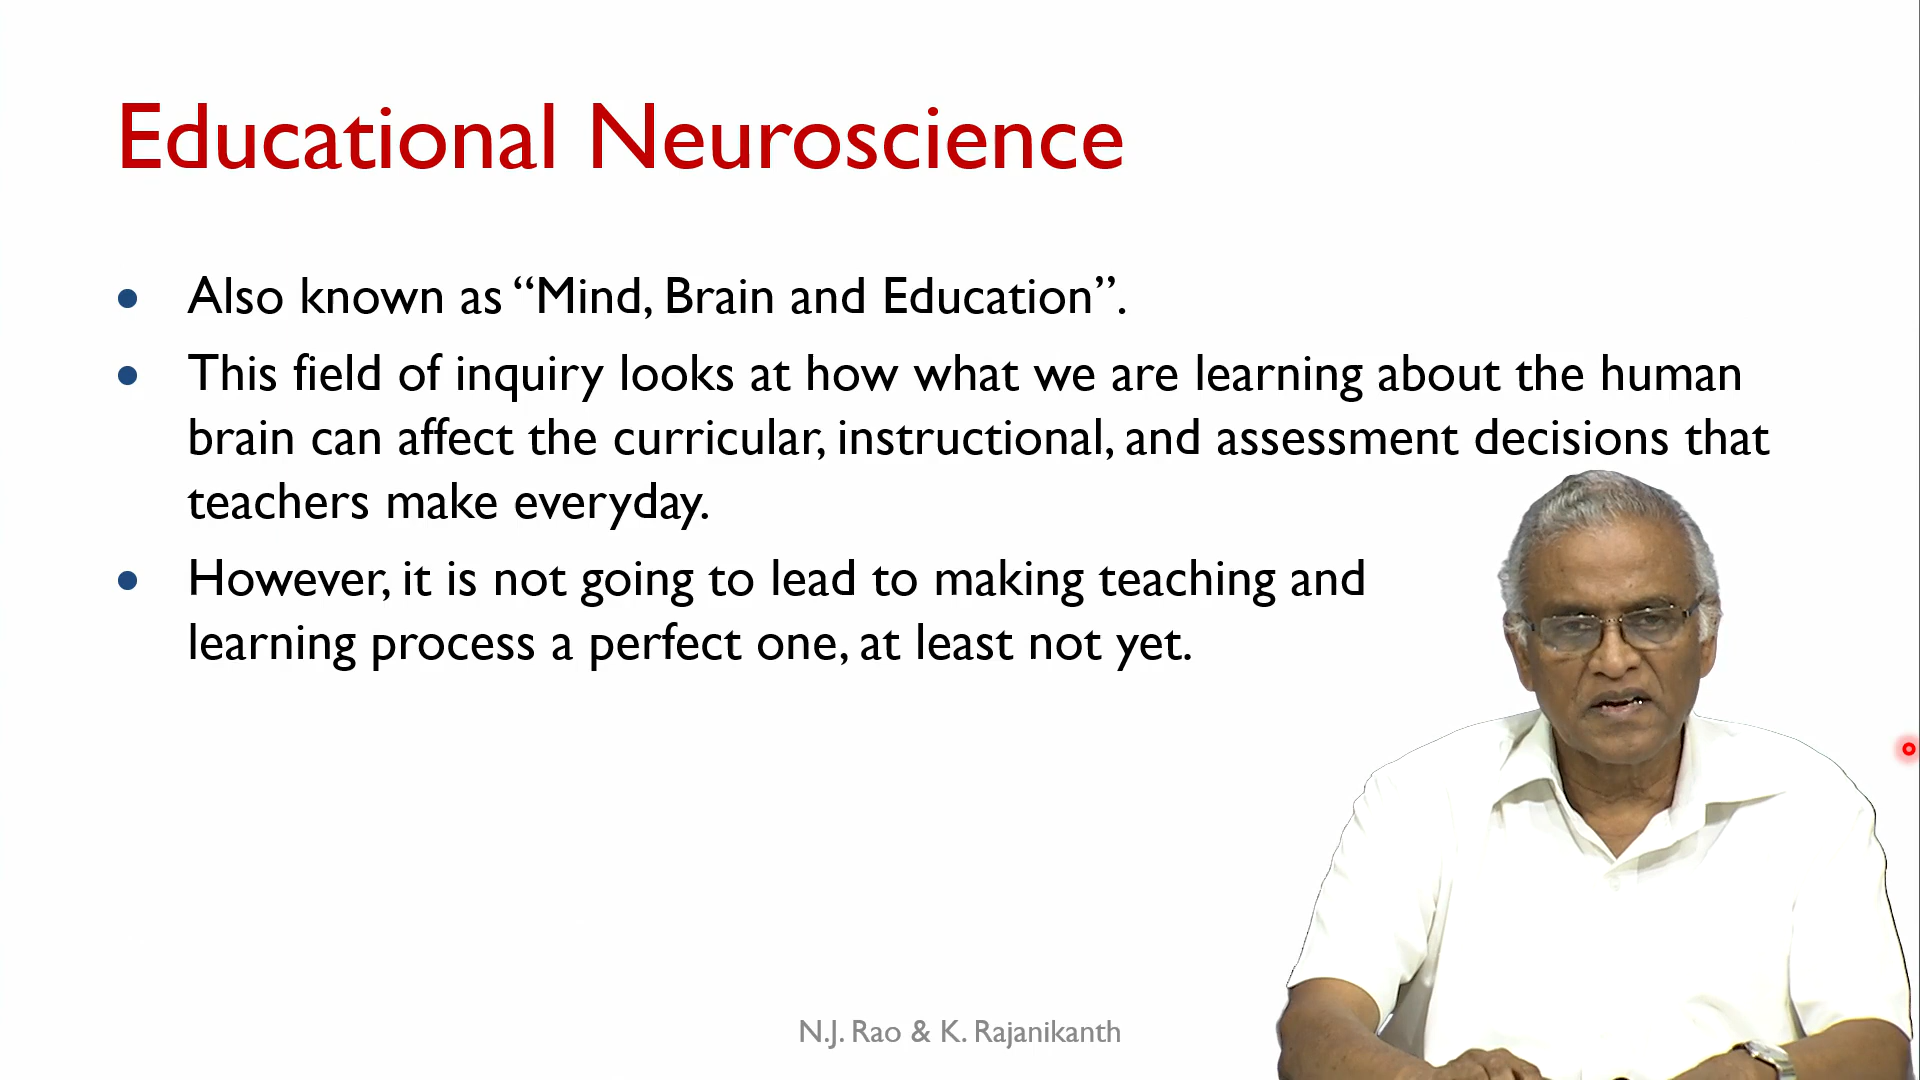 Educational Neuroscience
• Also known as “Mind, Brain and Education”.
• This field of inquiry looks at how what we are learning about the human
brain can affect the curricular, instructional, and assessment decisions that
teachers make everyday.
• However, it is not going to lead to making teaching and
learning process a perfect one, at least not yet.
N.J. Rao & K. Rajanikanth